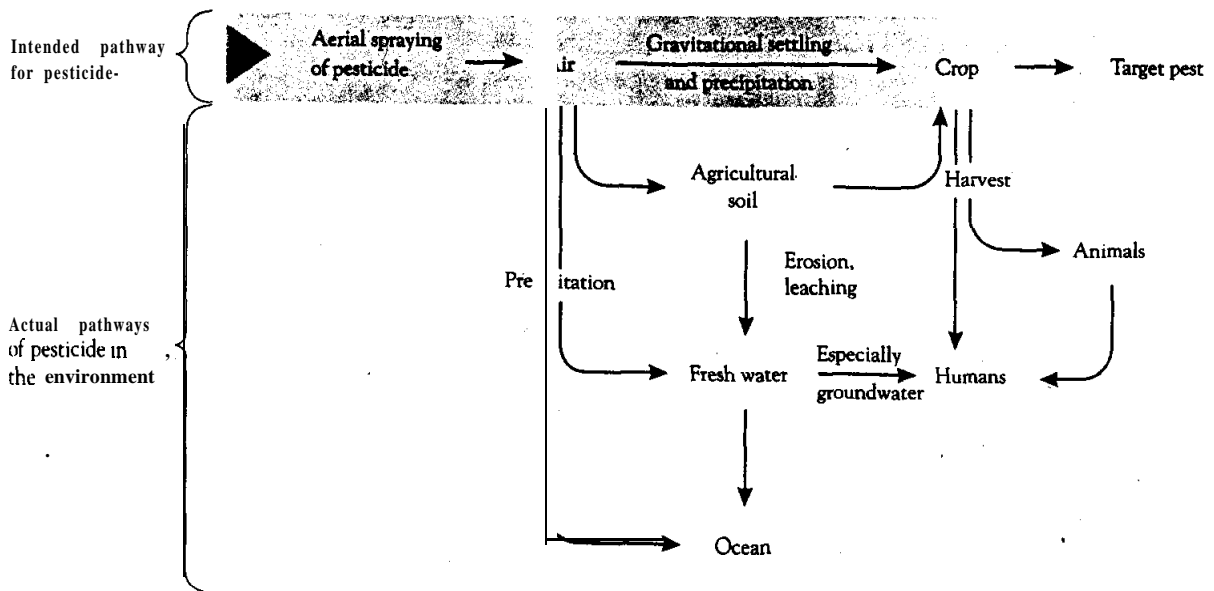 Intended pathway
for pesticide-
Aerial spraying
of pesticide
ir
Gravitational settling
and precipitation
Crop
Target pest
Agricultural
soil
Harvest
Animals
Erosion,
leaching
Pre itation
Actual pathways
of pesticide in
the environment
Fresh water
Especially
groundwater
Humans
Ocean